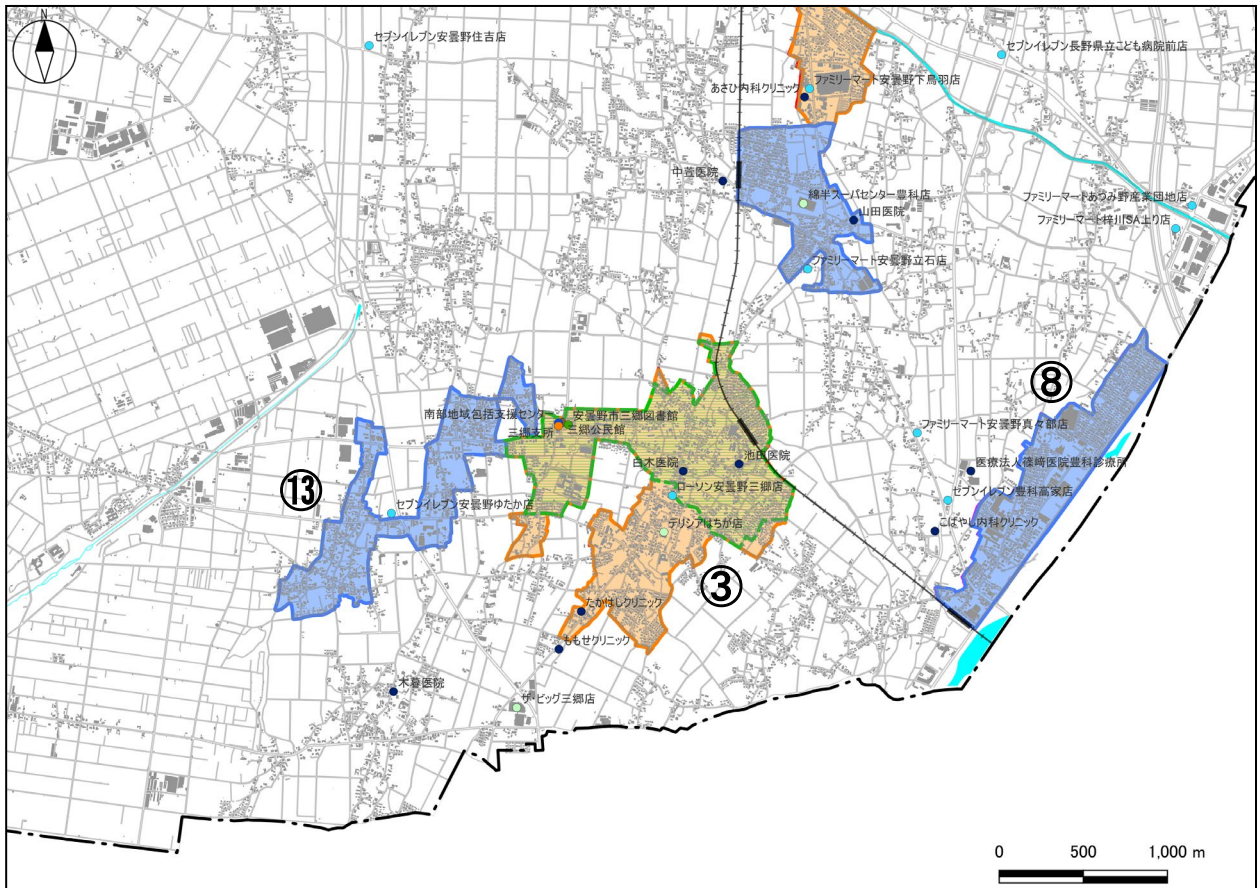 N
セブンイレブン安曇野住吉店
セブンイレブン長野県立こども病院前店
ファミリーマート安曇野下鳥羽店
あさひ内科クリニック
中萱医院
綿半スーパセンター豊科店
山田医院
ファミリーマートあづみ野産業団地店
ファミリーマート梓川SA上り店
ファミリーマート安曇野立石店
⑧
南部地域包括支援センター
安曇野市三郷図書館
三郷支所
三郷公民館
ファミリーマート安曇野真々部店
池田医院
白木医院
医療法人篠﨑医院豊科診療所
⑬
ローソン安曇野三郷店
セブンイレブン豊科高家店
セブンイレブン安曇野ゆたか店
デリシアはちが店
こばやし内科クリニック
③
たかはしクリニック
ももせクリニック
木暮医院
ザ・ビッグ三郷店
0 500 1,000 m